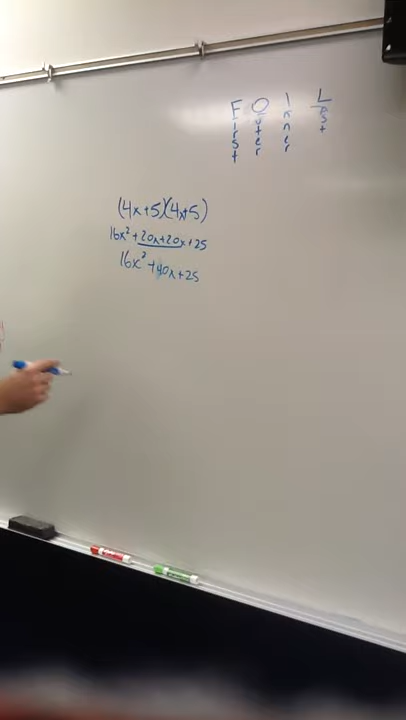 F O I L
First Outer Inner Last
(4x+5)(4x+5)
16x²+20x+20x+25
16x²+40x+25